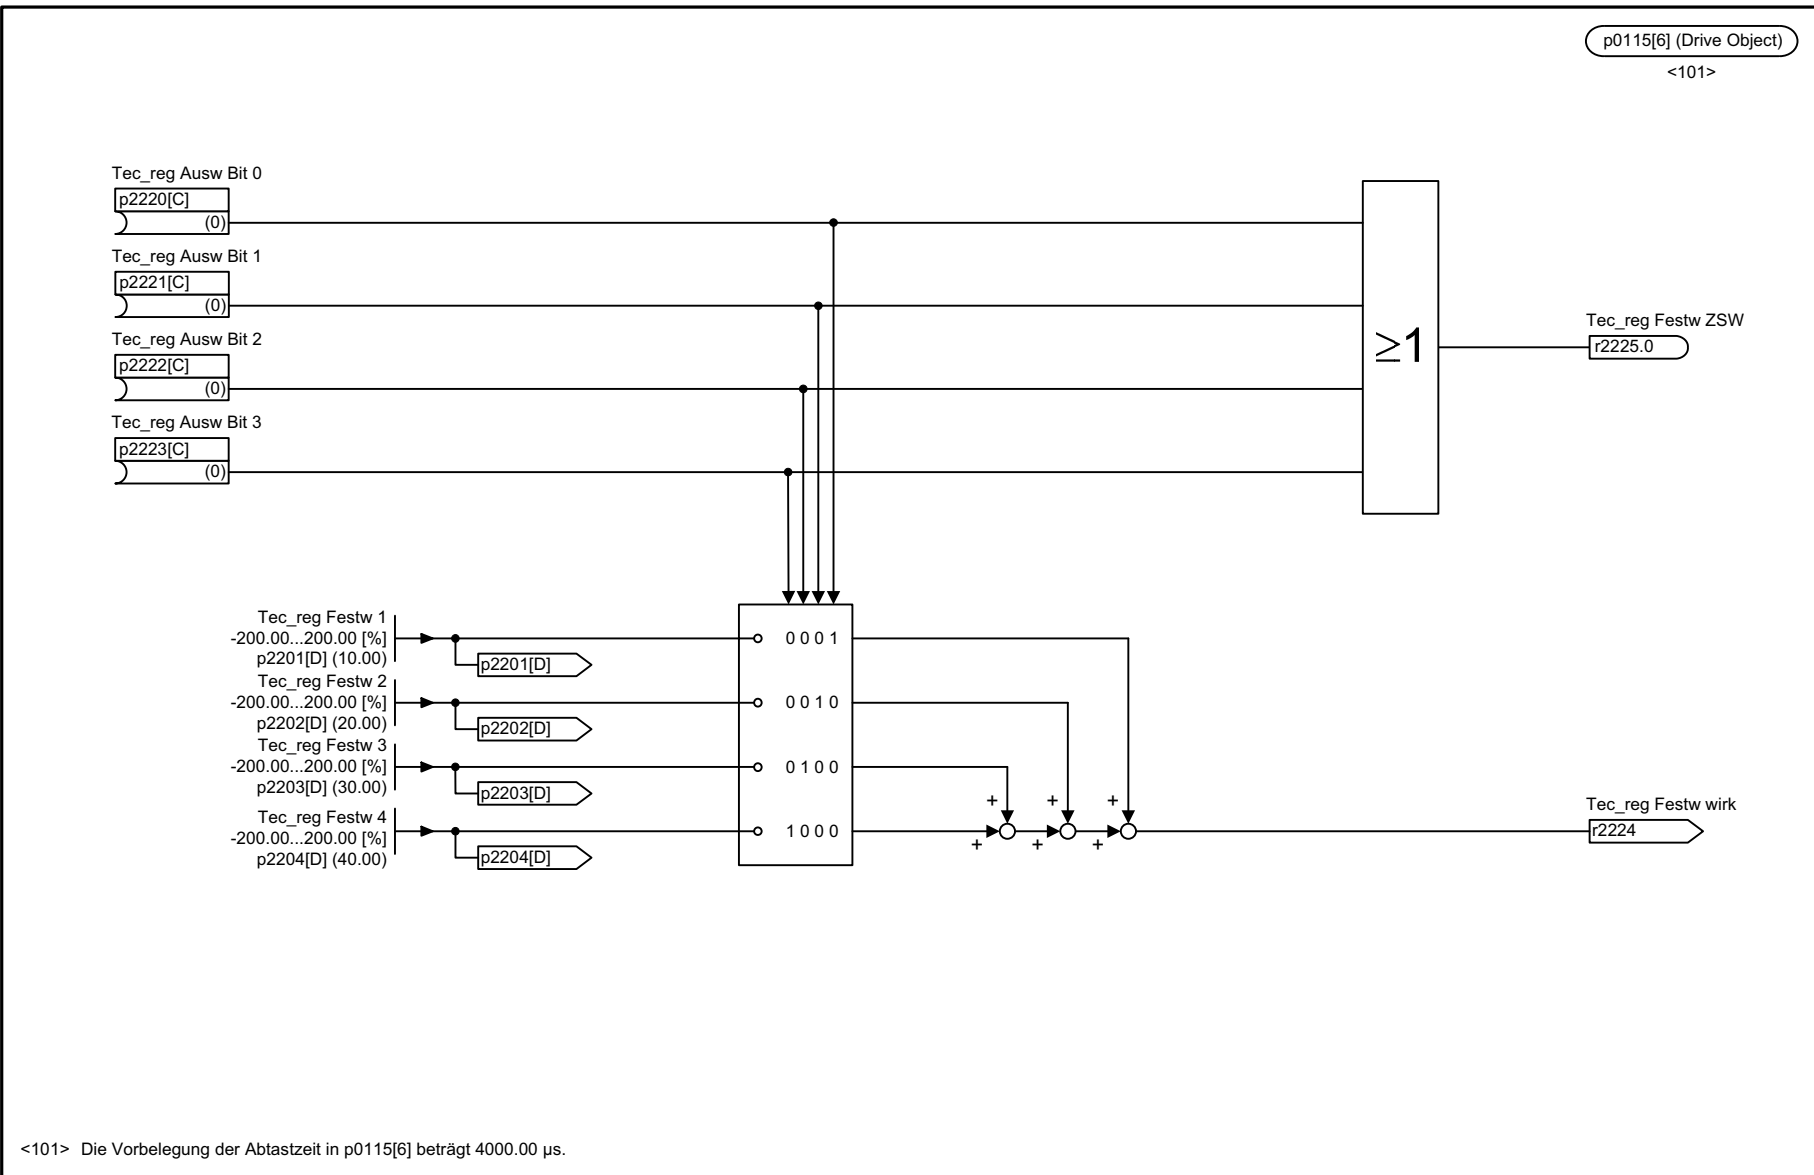 p0115[6] (Drive Object)
<101>
Tec_reg Ausw Bit 0
p2220[C]
(0)
Tec_reg Ausw Bit 1
p2221[C]
(0)
Tec_reg Ausw Bit 2
p2222[C]
(0)
Tec_reg Ausw Bit 3
p2223[C]
(0)
≥1
Tec_reg Festw ZSW
r2225.0
Tec_reg Festw 1
-200.00...200.00 [%]
p2201[D] (10.00)
p2201[D]
0 0 0 1
Tec_reg Festw 2
-200.00...200.00 [%]
p2202[D] (20.00)
p2202[D]
0 0 1 0
Tec_reg Festw 3
-200.00...200.00 [%]
p2203[D] (30.00)
p2203[D]
0 1 0 0
Tec_reg Festw 4
-200.00...200.00 [%]
p2204[D] (40.00)
p2204[D]
1 0 0 0
+ + +
+ + +
Tec_reg Festw wirk
r2224
<101> Die Vorbelegung der Abtastzeit in p0115[6] beträgt 4000.00 µs.